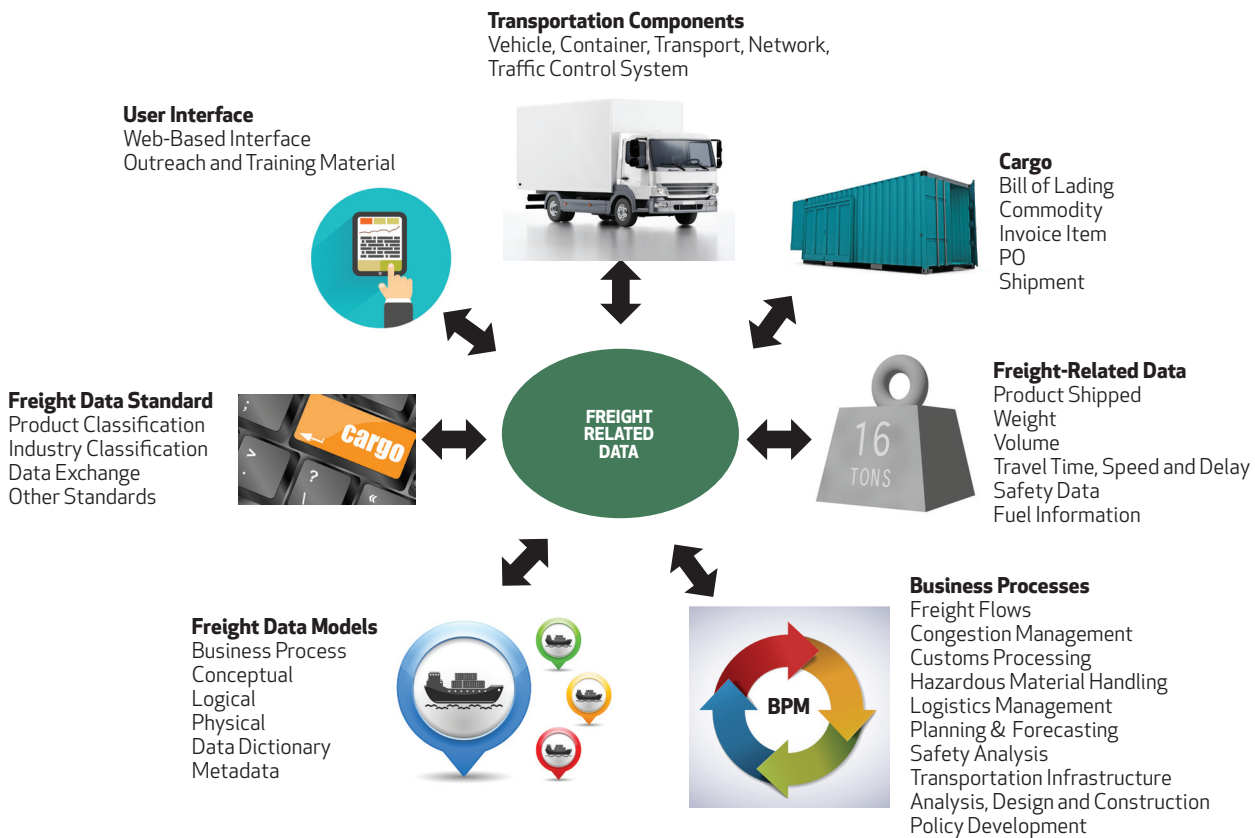 Transportation Components
Vehicle, Container, Transport, Network,
Traffic Control System
User Interface
Web-Based Interface
Outreach and Training Material
Cargo
Bill of Lading
Commodity
Invoice Item
PO
Shipment
Freight Data Standard
Product Classification
Industry Classification
Data Exchange
Other Standards
;
cargo
>
.
?
«
FREIGHT
RELATED
DATA
16
TONS
Freight-Related Data
Product Shipped
Weight
Volume
Travel Time, Speed and Delay
Safety Data
Fuel Information
Freight Data Models
Business Process
Conceptual
Logical
Physical
Data Dictionary
Metadata
BPM
Business Processes
Freight Flows
Congestion Management
Customs Processing
Hazardous Material Handling
Logistics Management
Planning & Forecasting
Safety Analysis
Transportation Infrastructure
Analysis, Design and Construction
Policy Development